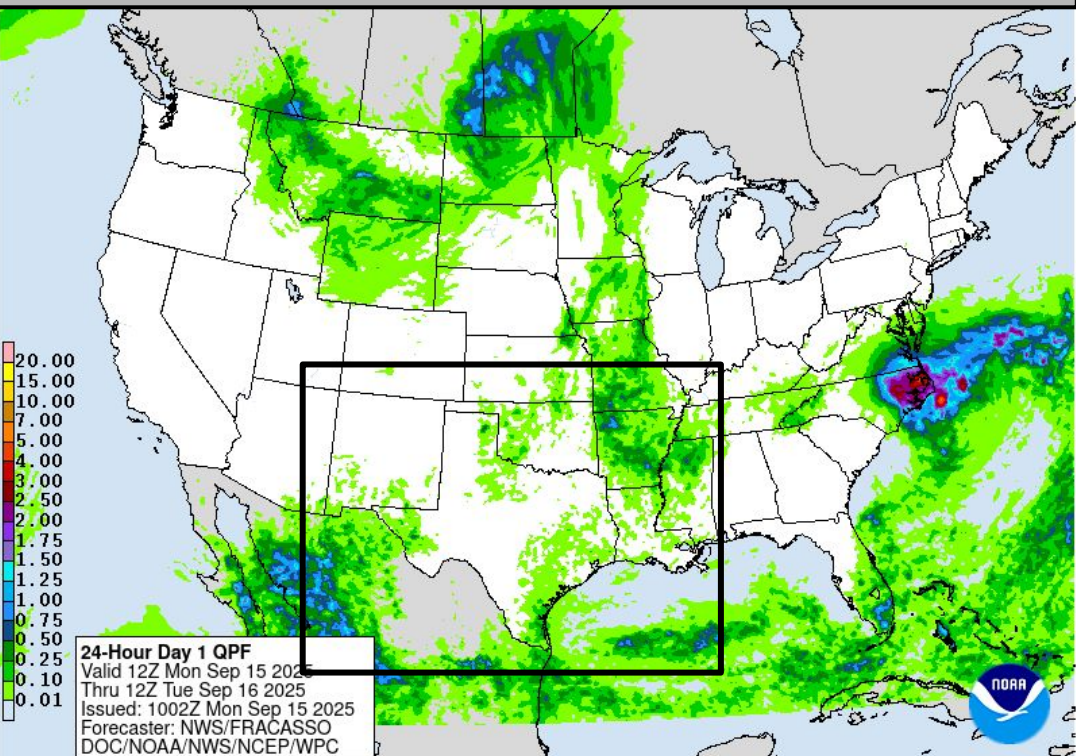 20.00
15.00
10.00
7.00
5.00
4.00
3.00
2.50
2.00
1.75
1.50
1.25
1.00
0.75
0.50
0.25
0.10
0.01
24-Hour Day 1 QPF
Valid 12Z Mon Sep 15 2025
Thru 12Z Tue Sep 16 2025
Issued: 1002Z Mon Sep 15 2025
Forecaster: NWS/FRACASSO
DOC/NOAA/NWS/NCEP/WPC
NOAA